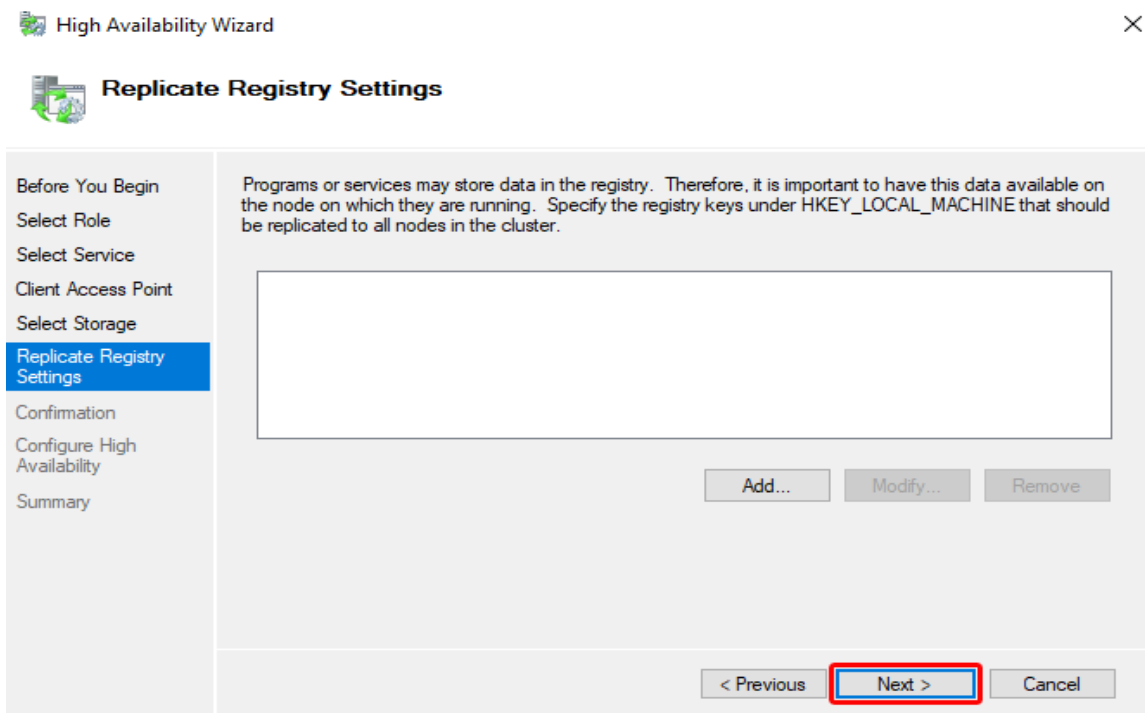 High Availability Wizard
Replicate Registry Settings
Before You Begin
Select Role
Select Service
Client Access Point
Select Storage
Replicate Registry
Settings
Confirmation
Configure High
Availability
Summary
Programs or services may store data in the registry.  Therefore, it is important to have this data available on
the node on which they are running.  Specify the registry keys under HKEY_LOCAL_MACHINE that should
be replicated to all nodes in the cluster.
Add...
Modify...
Remove
< Previous
Next >
Cancel